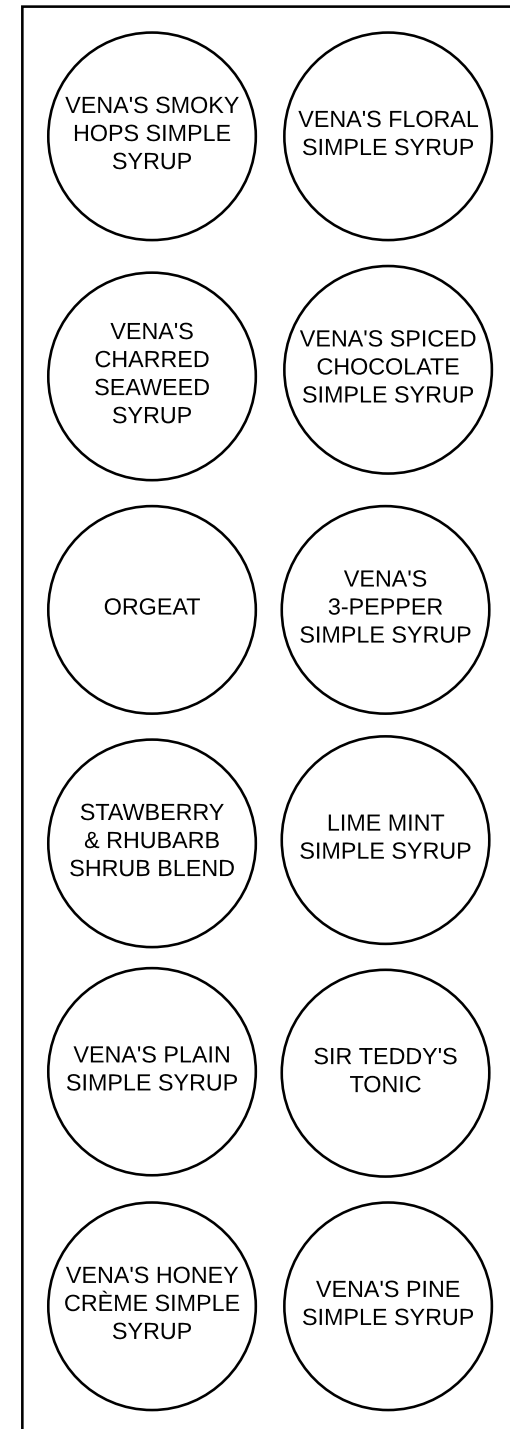 VENA'S SMOKY
HOPS SIMPLE
SYRUP
VENA'S FLORAL
SIMPLE SYRUP
VENA'S
CHARRED
SEAWEED
SYRUP
VENA'S SPICED
CHOCOLATE
SIMPLE SYRUP
ORGEAT
VENA'S
3-PEPPER
SIMPLE SYRUP
STAWBERRY
& RHUBARB
SHRUB BLEND
LIME MINT
SIMPLE SYRUP
VENA'S PLAIN
SIMPLE SYRUP
SIR TEDDY'S
TONIC
VENA'S HONEY
CRÈME SIMPLE
SYRUP
VENA'S PINE
SIMPLE SYRUP